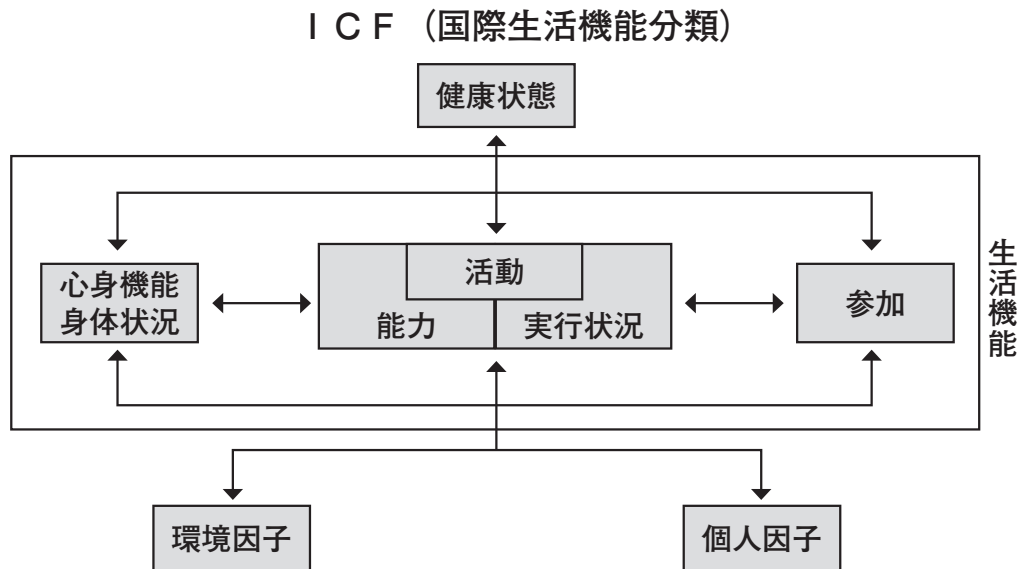 ＩＣＦ（国際生活機能分類）
健康状態
心身機能
身体状況
活動
能力
実行状況
参加
生活機能
環境因子
個人因子